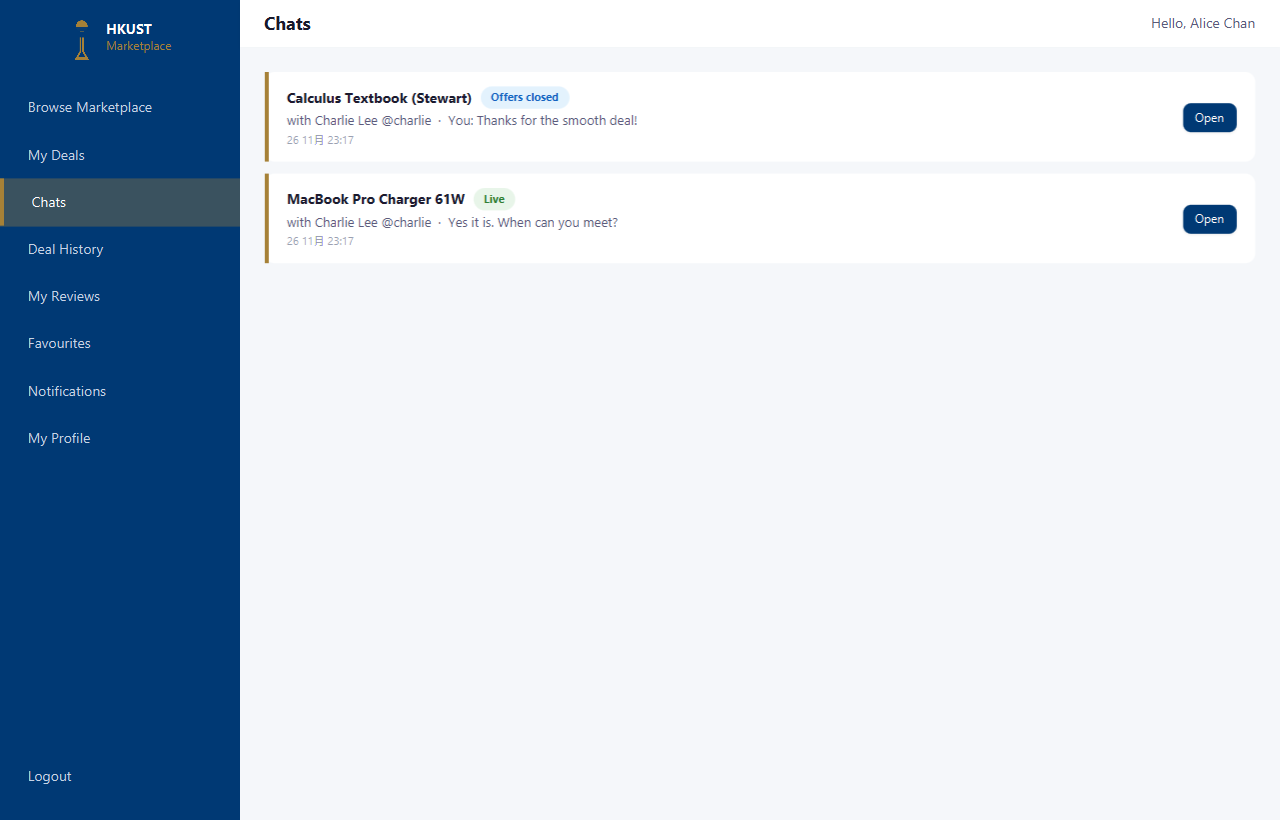 HKUST
Marketplace
Browse Marketplace
My Deals
Chats
Deal History
My Reviews
Favourites
Notifications
My Profile
Logout
Chats
Hello, Alice Chan
Calculus Textbook (Stewart) Offers closed
with Charlie Lee @charlie · You: Thanks for the smooth deal!
26 11月 23:17
Open
MacBook Pro Charger 61W Live
with Charlie Lee @charlie · Yes it is. When can you meet?
26 11月 23:17
Open